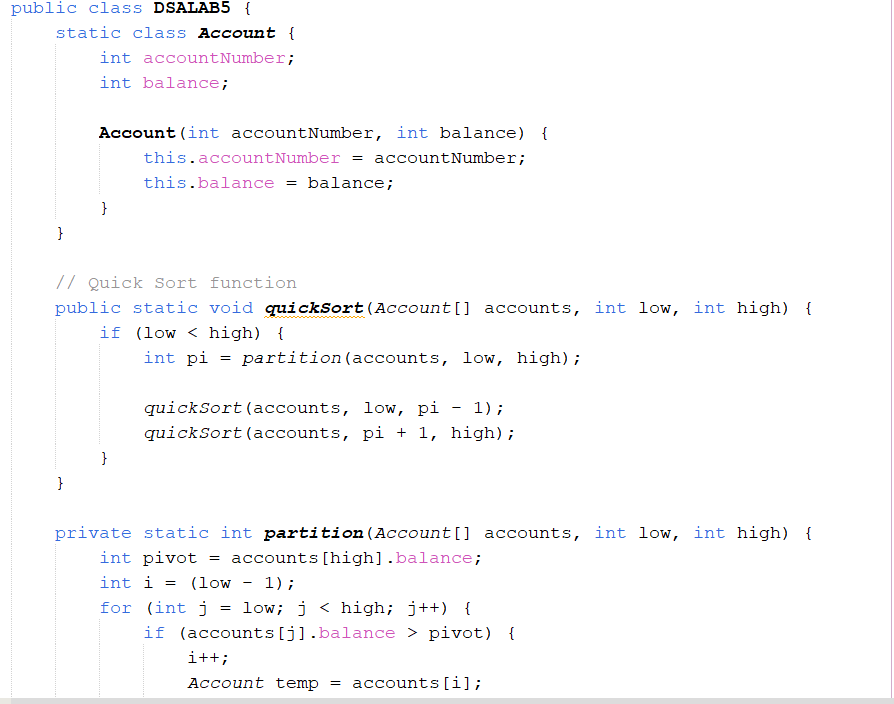 public class DSALAB5 {
    static class Account {
        int accountNumber;
        int balance;

        Account(int accountNumber, int balance) {
            this.accountNumber = accountNumber;
            this.balance = balance;
        }
    }

    // Quick Sort function
    public static void quickSort(Account[] accounts, int low, int high) {
        if (low < high) {
            int pi = partition(accounts, low, high);

            quickSort(accounts, low, pi - 1);
            quickSort(accounts, pi + 1, high);
        }
    }

    private static int partition(Account[] accounts, int low, int high) {
        int pivot = accounts[high].balance;
        int i = (low - 1);
        for (int j = low; j < high; j++) {
            if (accounts[j].balance > pivot) {
                i++;
                Account temp = accounts[i];